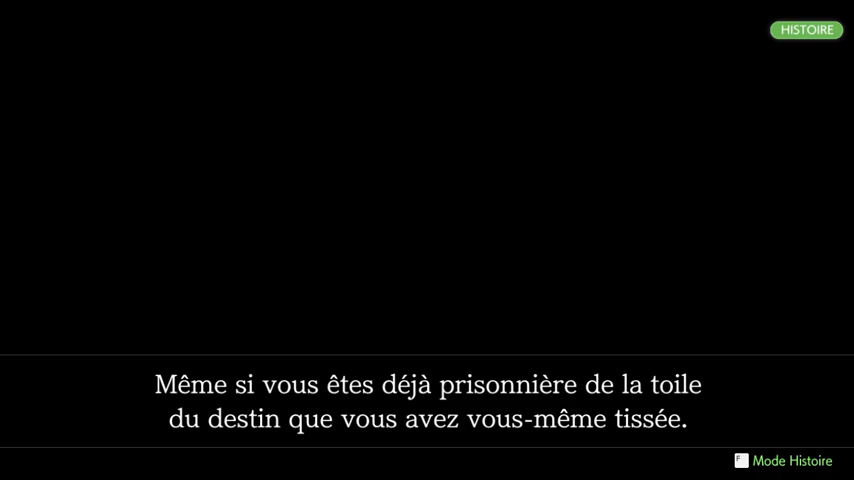 HISTOIRE
Même si vous êtes déjà prisonnière de la toile
du destin que vous avez vous-même tissée.
F Mode Histoire